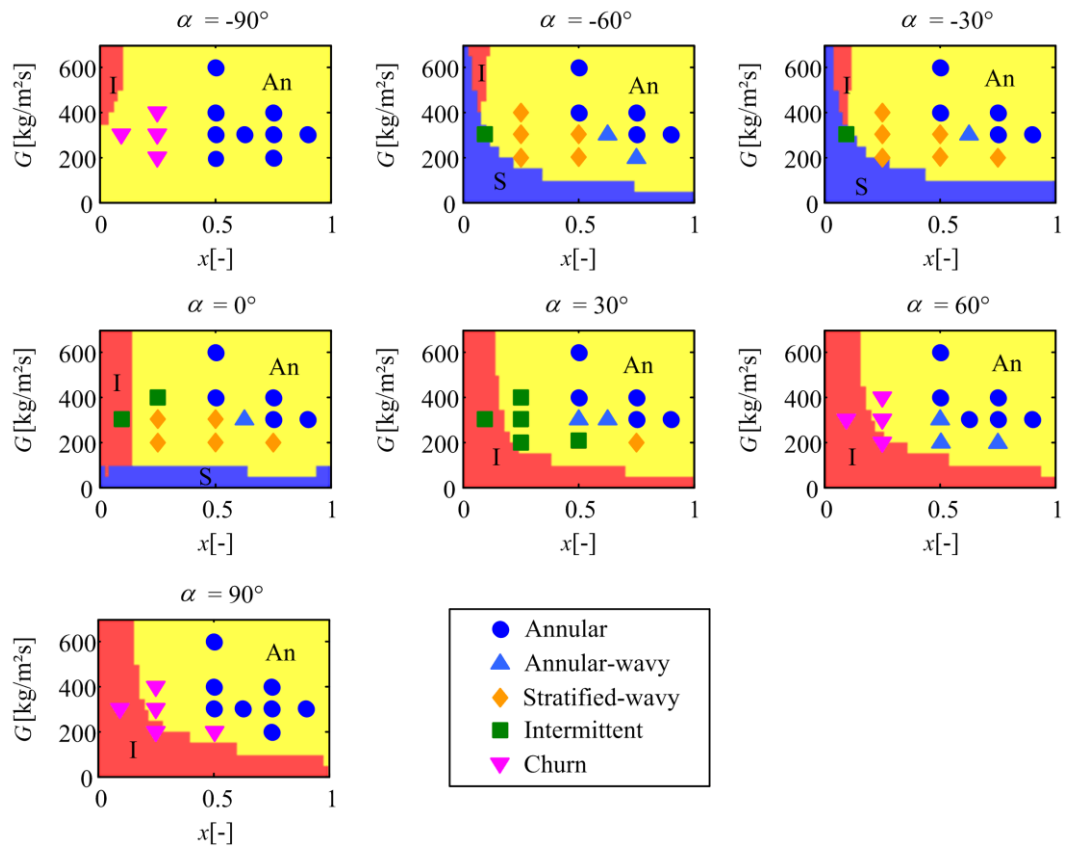 α = -90°
α = -60°
α = -30°
G[kg/m²s]
600
400
200
0
I
An
0
0.5
1
x[-]
G[kg/m²s]
600
400
200
0
I
An
S
0
0.5
1
x[-]
G[kg/m²s]
600
400
200
0
I
An
S
0
0.5
1
x[-]
α = 0°
α = 30°
α = 60°
G[kg/m²s]
600
400
200
0
I
An
S
0
0.5
1
x[-]
G[kg/m²s]
600
400
200
0
An
I
0
0.5
1
x[-]
G[kg/m²s]
600
400
200
0
An
I
0
0.5
1
x[-]
α = 90°
G[kg/m²s]
600
400
200
0
An
I
0
0.5
1
x[-]
Annular
Annular-wavy
Stratified-wavy
Intermittent
Churn